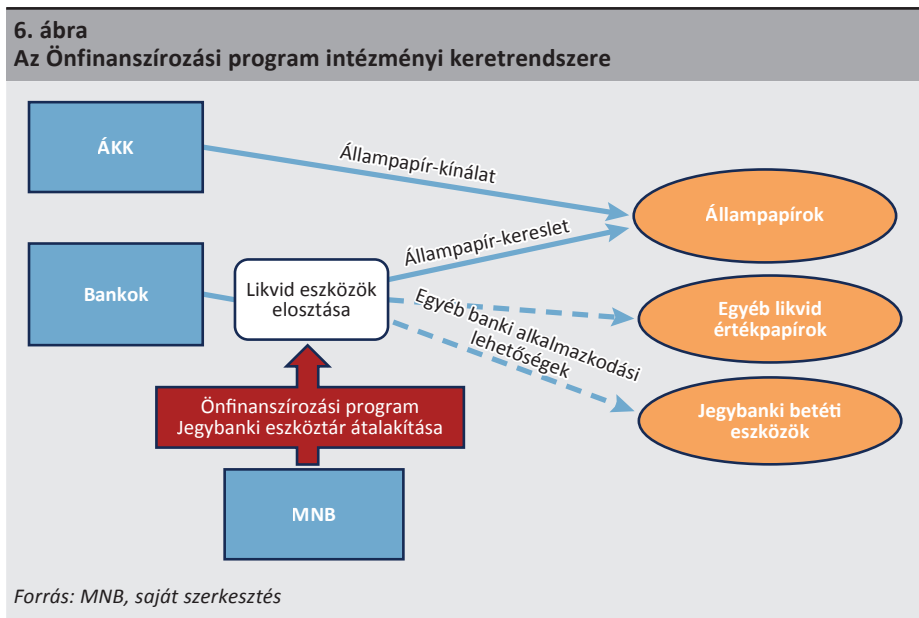 6. ábra
Az Önfinanszírozási program intézményi keretrendszere
ÁKK
Állampapír-kínálat
Állampapírok
Állampapír-kereslet
Bankok
Likvid eszközök
elosztása
Egyéb banki alkalmazkodási
lehetőségek
Egyéb likvid
értékpapírok
Önfinanszírozási program
Jegybanki eszköztár átalakítása
Jegybanki betéti
eszközök
MNB
Forrás: MNB, saját szerkesztés